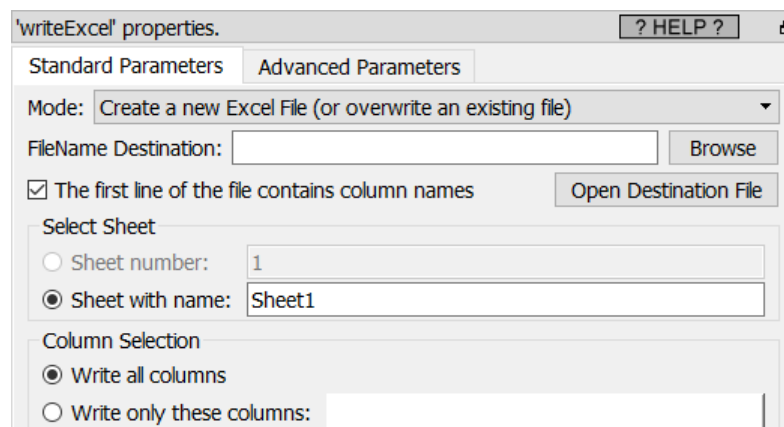 'writeExcel' properties. ? HELP ?
Standard Parameters Advanced Parameters
Mode: Create a new Excel File (or overwrite an existing file)
FileName Destination: Browse
The first line of the file contains column names Open Destination File
Select Sheet
Sheet number: 1
Sheet with name: Sheet1
Column Selection
Write all columns
Write only these columns: